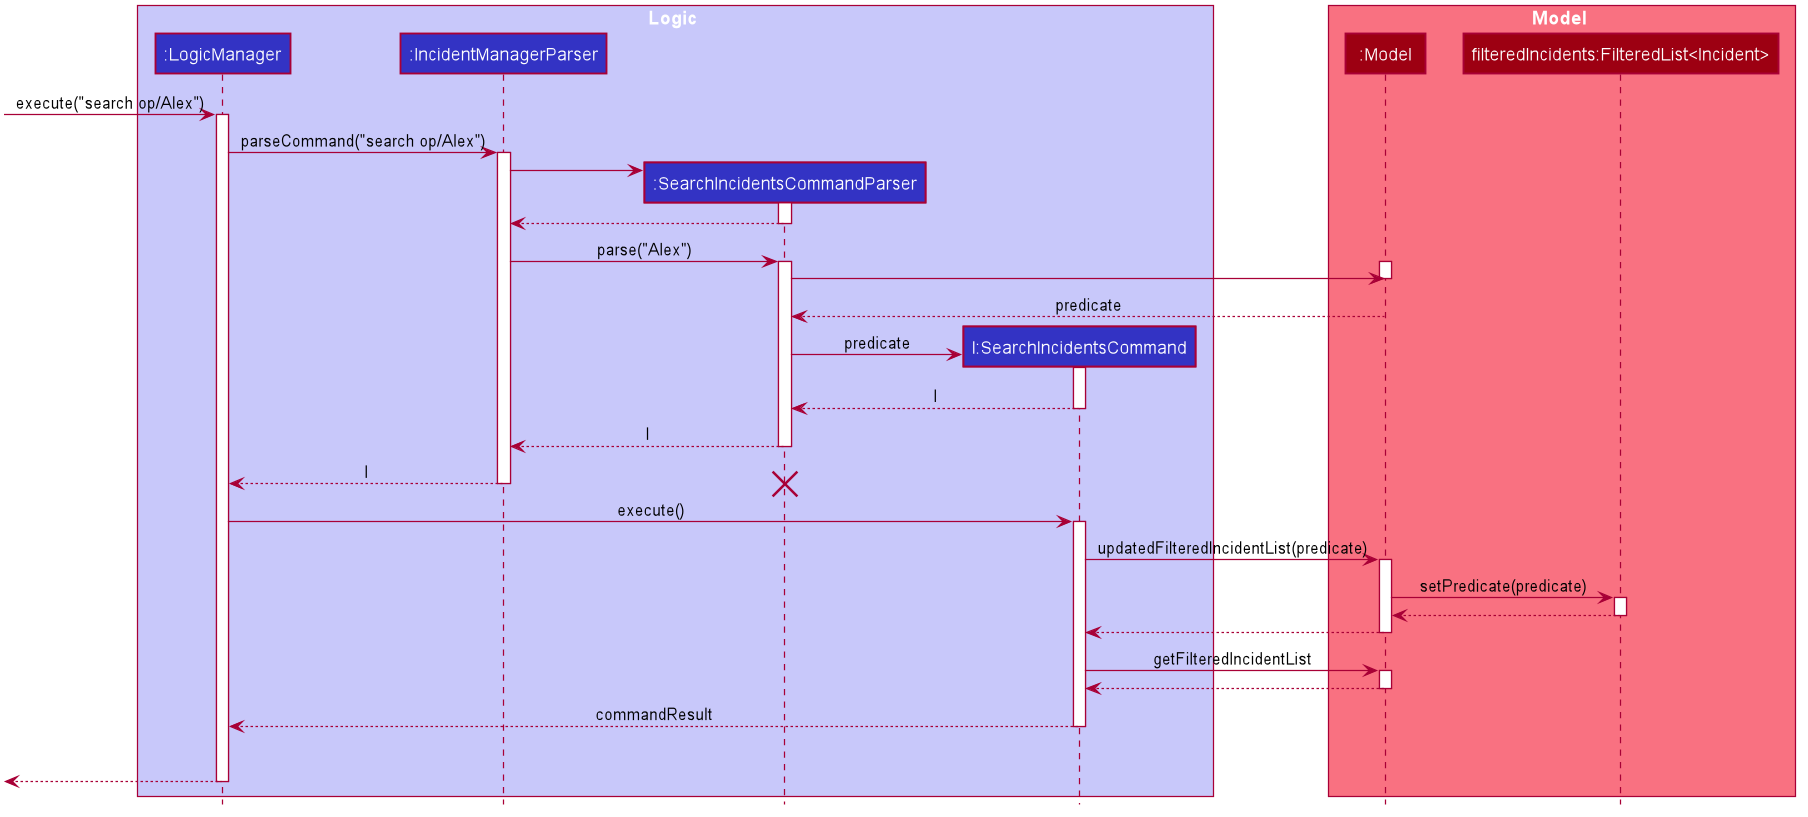 Logic
Model
:LogicManager
:IncidentManagerParser
:Model
filteredIncidents:FilteredList<Incident>
execute("search op/Alex")
parseCommand("search op/Alex")
:SearchIncidentsCommandParser
parse("Alex")
predicate
predicate
l:SearchIncidentsCommand
l
l
l
execute()
updatedFilteredIncidentList(predicate)
setPredicate(predicate)
getFilteredIncidentList
commandResult